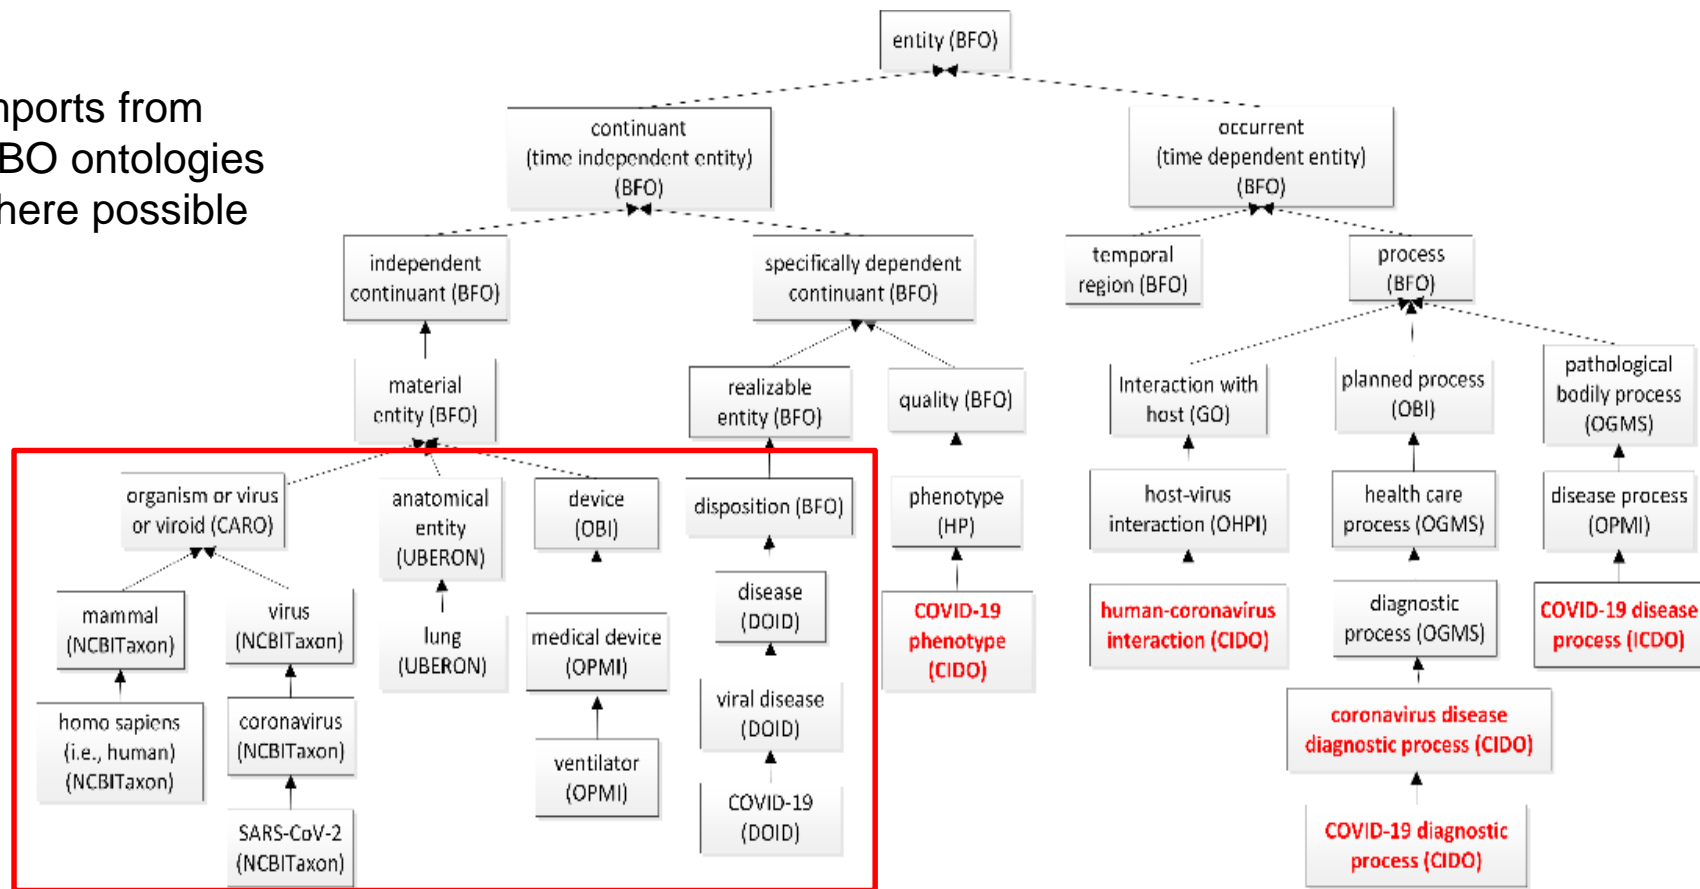 entity (BFO)
mports from
BO ontologies
here possible
continuant
(time independent entity)
(BFO)
occurrent
(time dependent entity)
(BFO)
independent
continuant (BFO)
specifically dependent
continuant (BFO)
temporal
region (BFO)
process
(BFO)
material
entity (BFO)
realizable
entity (BFO)
quality (BFO)
Interaction with
host (GO)
planned process
(OBI)
pathological
bodily process
(OGMS)
organism or virus
or viroid (CARO)
anatomical
entity
(UBERON)
device
(OBI)
disposition (BFO)
phenotype
(HP)
host-virus
interaction (OHPI)
health care
process (OGMS)
disease process
(OPMI)
mammal
(NCBITaxon)
virus
(NCBITaxon)
lung
(UBERON)
medical device
(OPMI)
disease
(DOID)
COVID-19
phenotype
(CIDO)
human-coronavirus
interaction (CIDO)
diagnostic
process (OGMS)
COVID-19 disease
process (ICDO)
homo sapiens
(i.e., human)
(NCBITaxon)
coronavirus
(NCBITaxon)
ventilator
(OPMI)
viral disease
(DOID)
coronavirus disease
diagnostic process (CIDO)
SARS-CoV-2
(NCBITaxon)
COVID-19
(DOID)
COVID-19 diagnostic
process (CIDO)